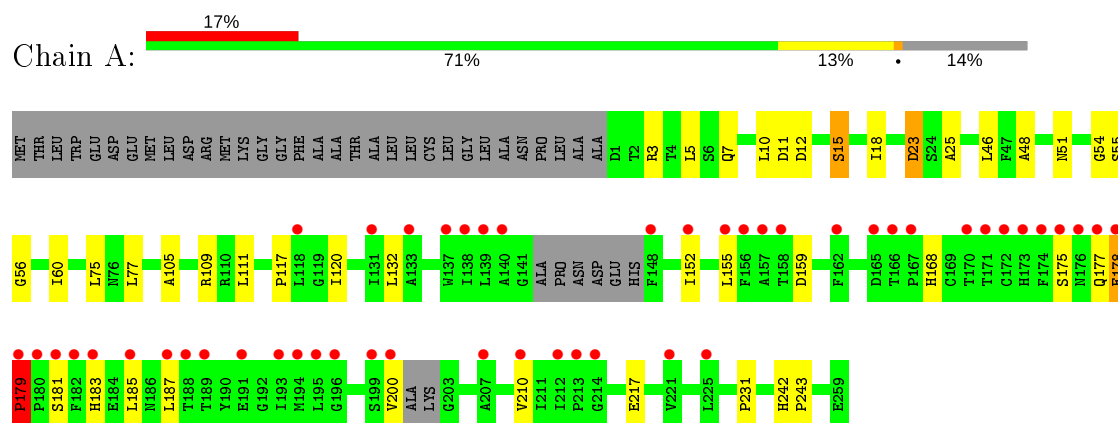 17%
Chain A:
71% 13% • 14%
MET THR LEU TRP GLU ASP GLU MET LEU ASP ARG MET LYS GLY GLY PHE ALA ALA THR ALA LEU LEU CYS LEU GLY LEU ALA ASN PRO LEU ALA ALA D1 T2 R3 T4 L5 S6 Q7 L10 D11 D12 S15 I18 D23 S24 A25 L46 F47 A48 N51 G54 S55
G56 I60 L75 N76 L77 A105 R109 R110 L111 P117 L118 G119 I120 I131 L132 A133 W137 I138 L139 A140 G141 ALA PRO ASN ASP GLU HIS F148 I152 L155 F156 A157 T158 D159 F162 D165 T166 P167 H168 C169 T170 T171 C172 H173 F174 S175 N176 Q177 E178
P179 P180 S181 F182 H183 E184 L185 N186 L187 T188 T189 Y190 E191 G192 I193 M194 L195 G196 S199 V200 ALA LYS G203 A207 V210 I211 I212 P213 G214 E217 V221 L225 P231 H242 P243 E259